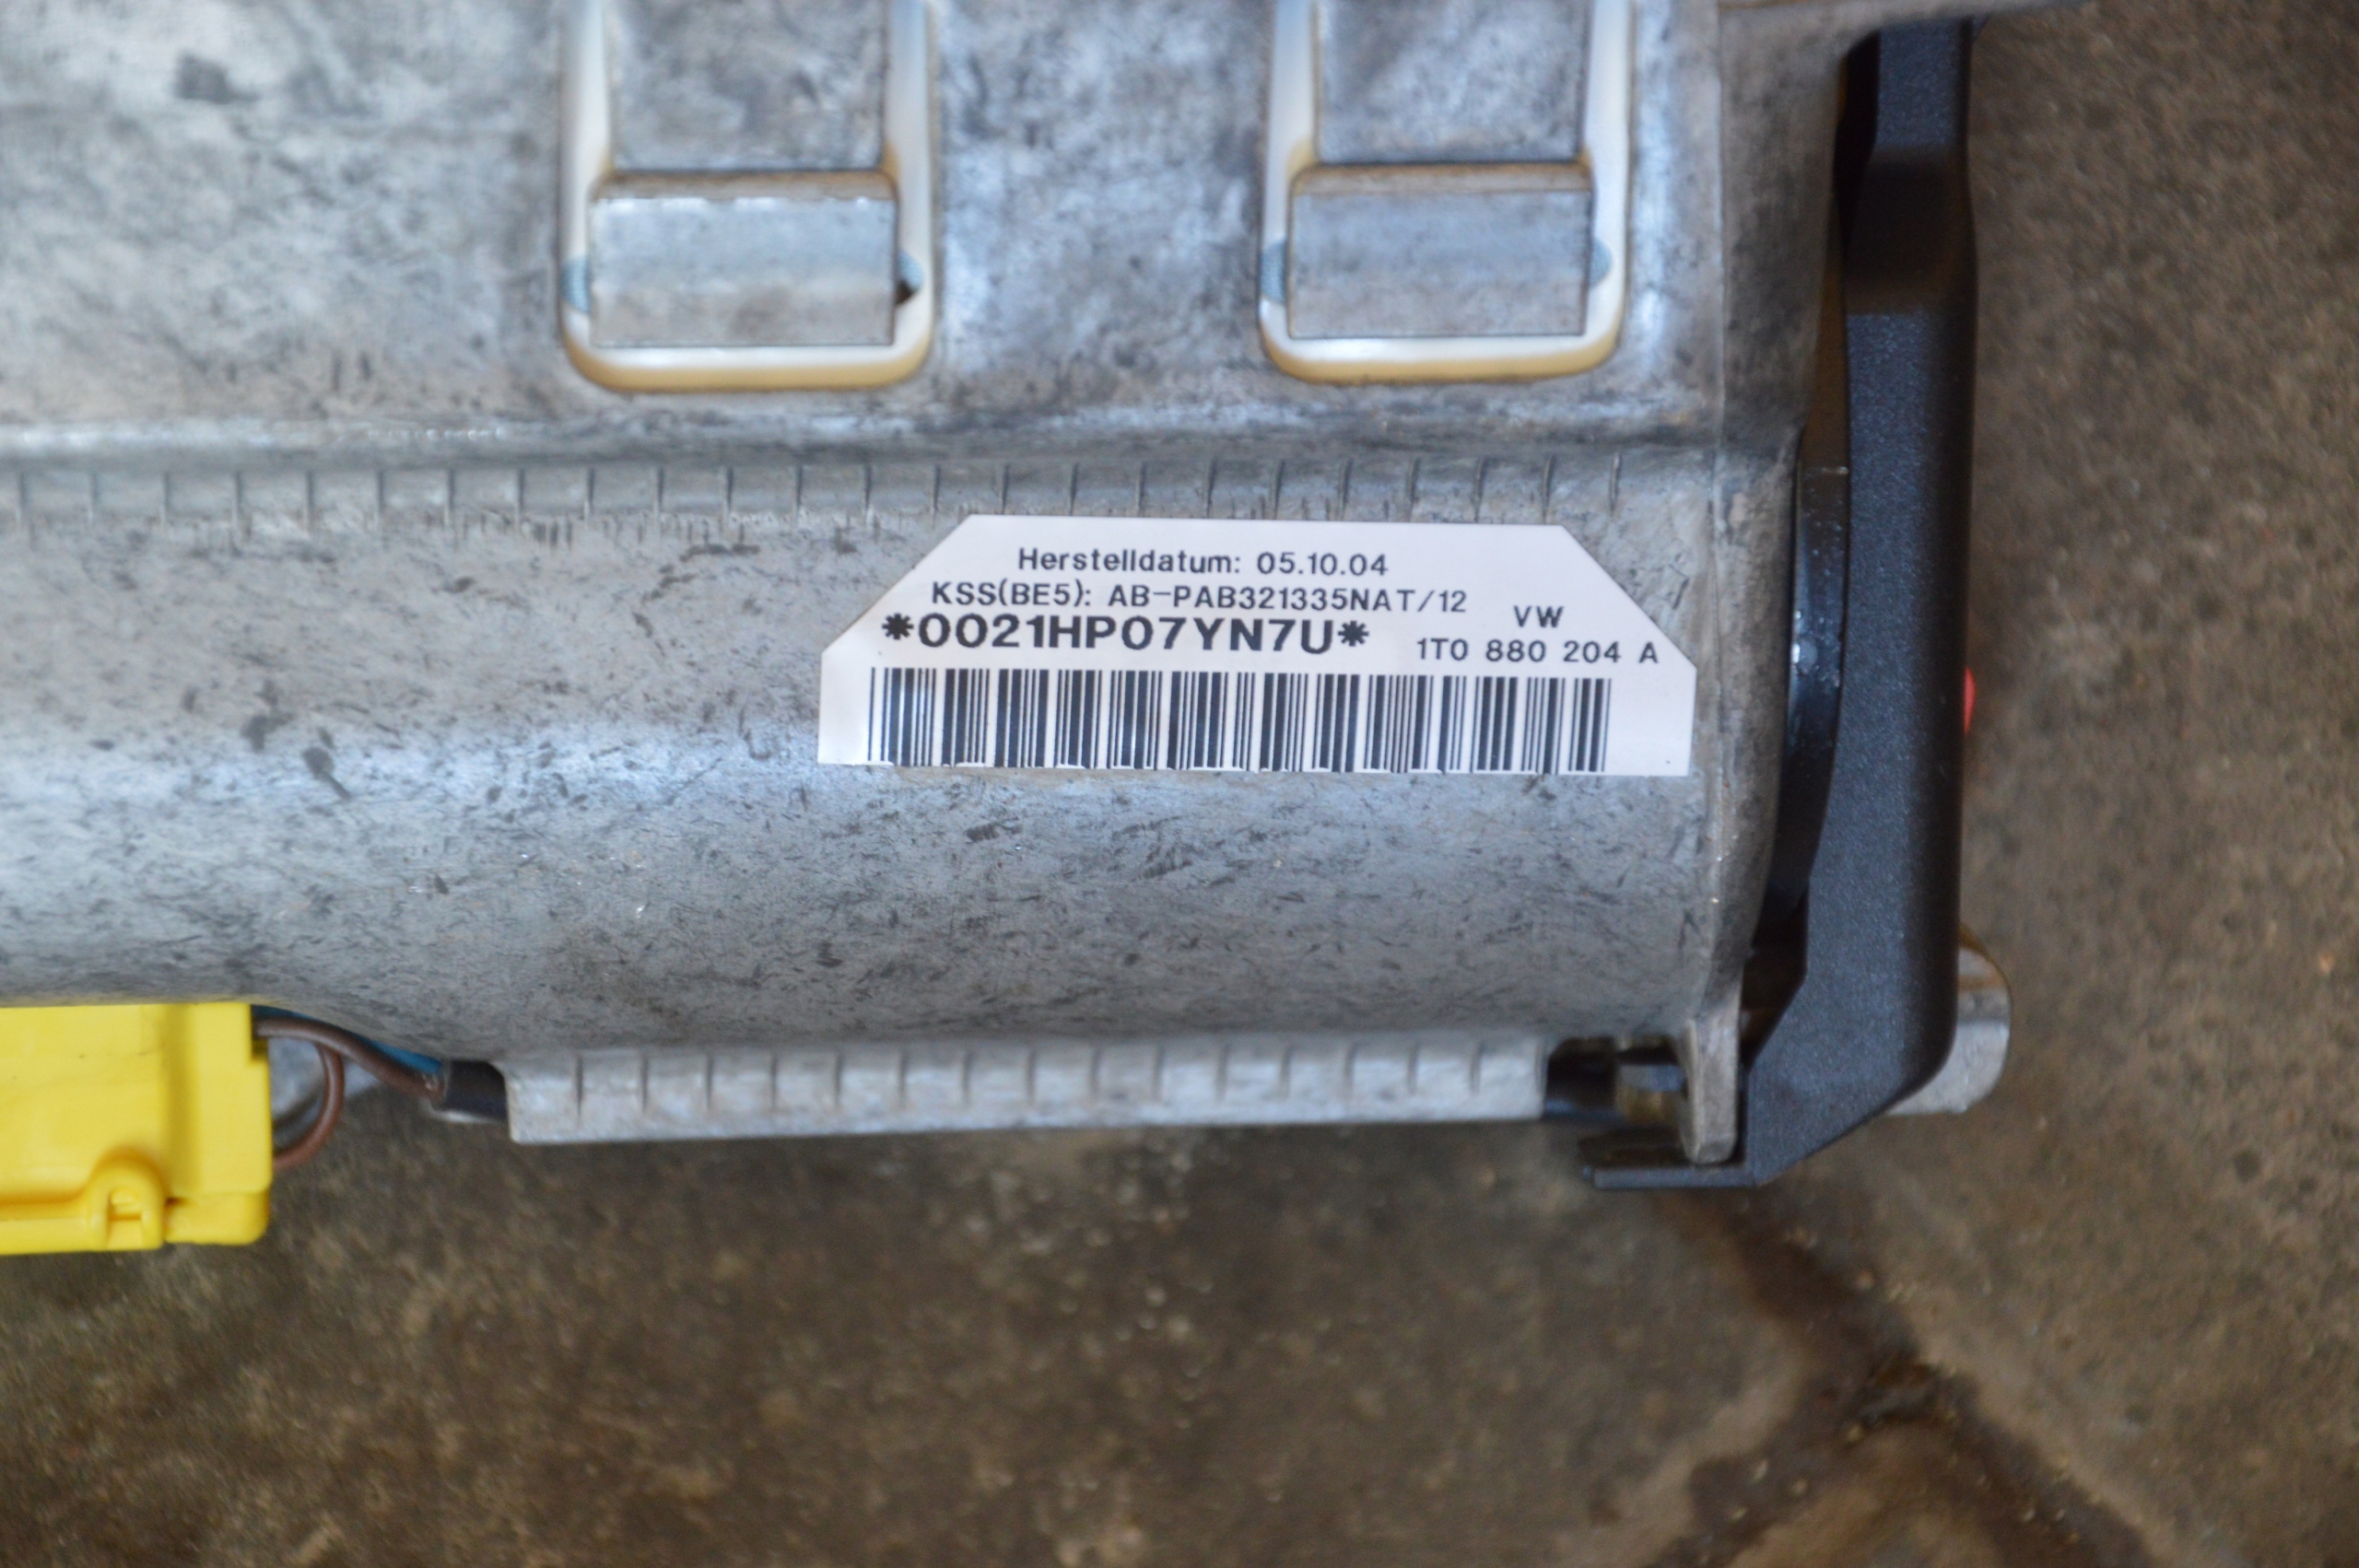 Herstelldatum: 05.10.04
KSS(BE5): AB-PAB321335NAT/12
*0021HP07YN7U*
VW
1T0 880 204 A